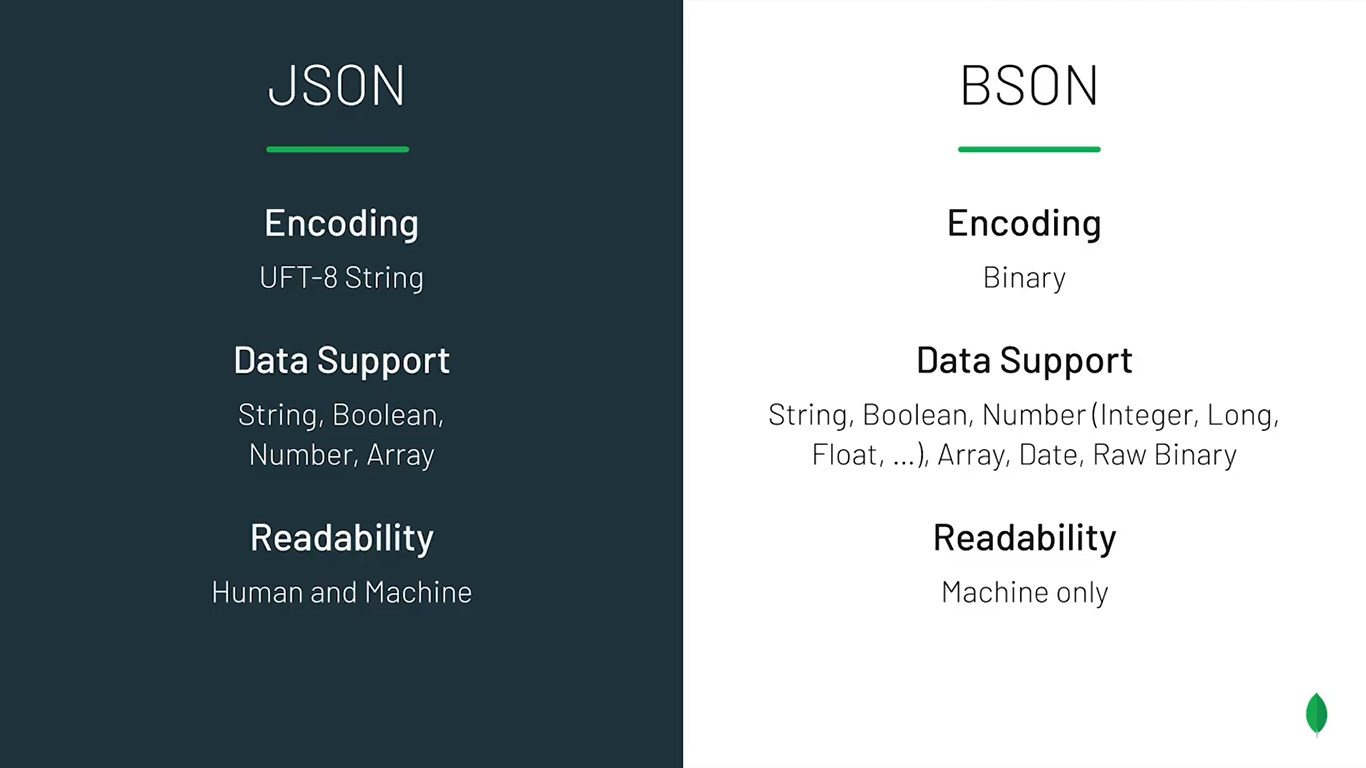 JSON
Encoding
UFT-8 String
Data Support
String, Boolean,
Number, Array
Readability
Human and Machine
BSON
Encoding
Binary
Data Support
String, Boolean, Number (Integer, Long,
Float, ...), Array, Date, Raw Binary
Readability
Machine only